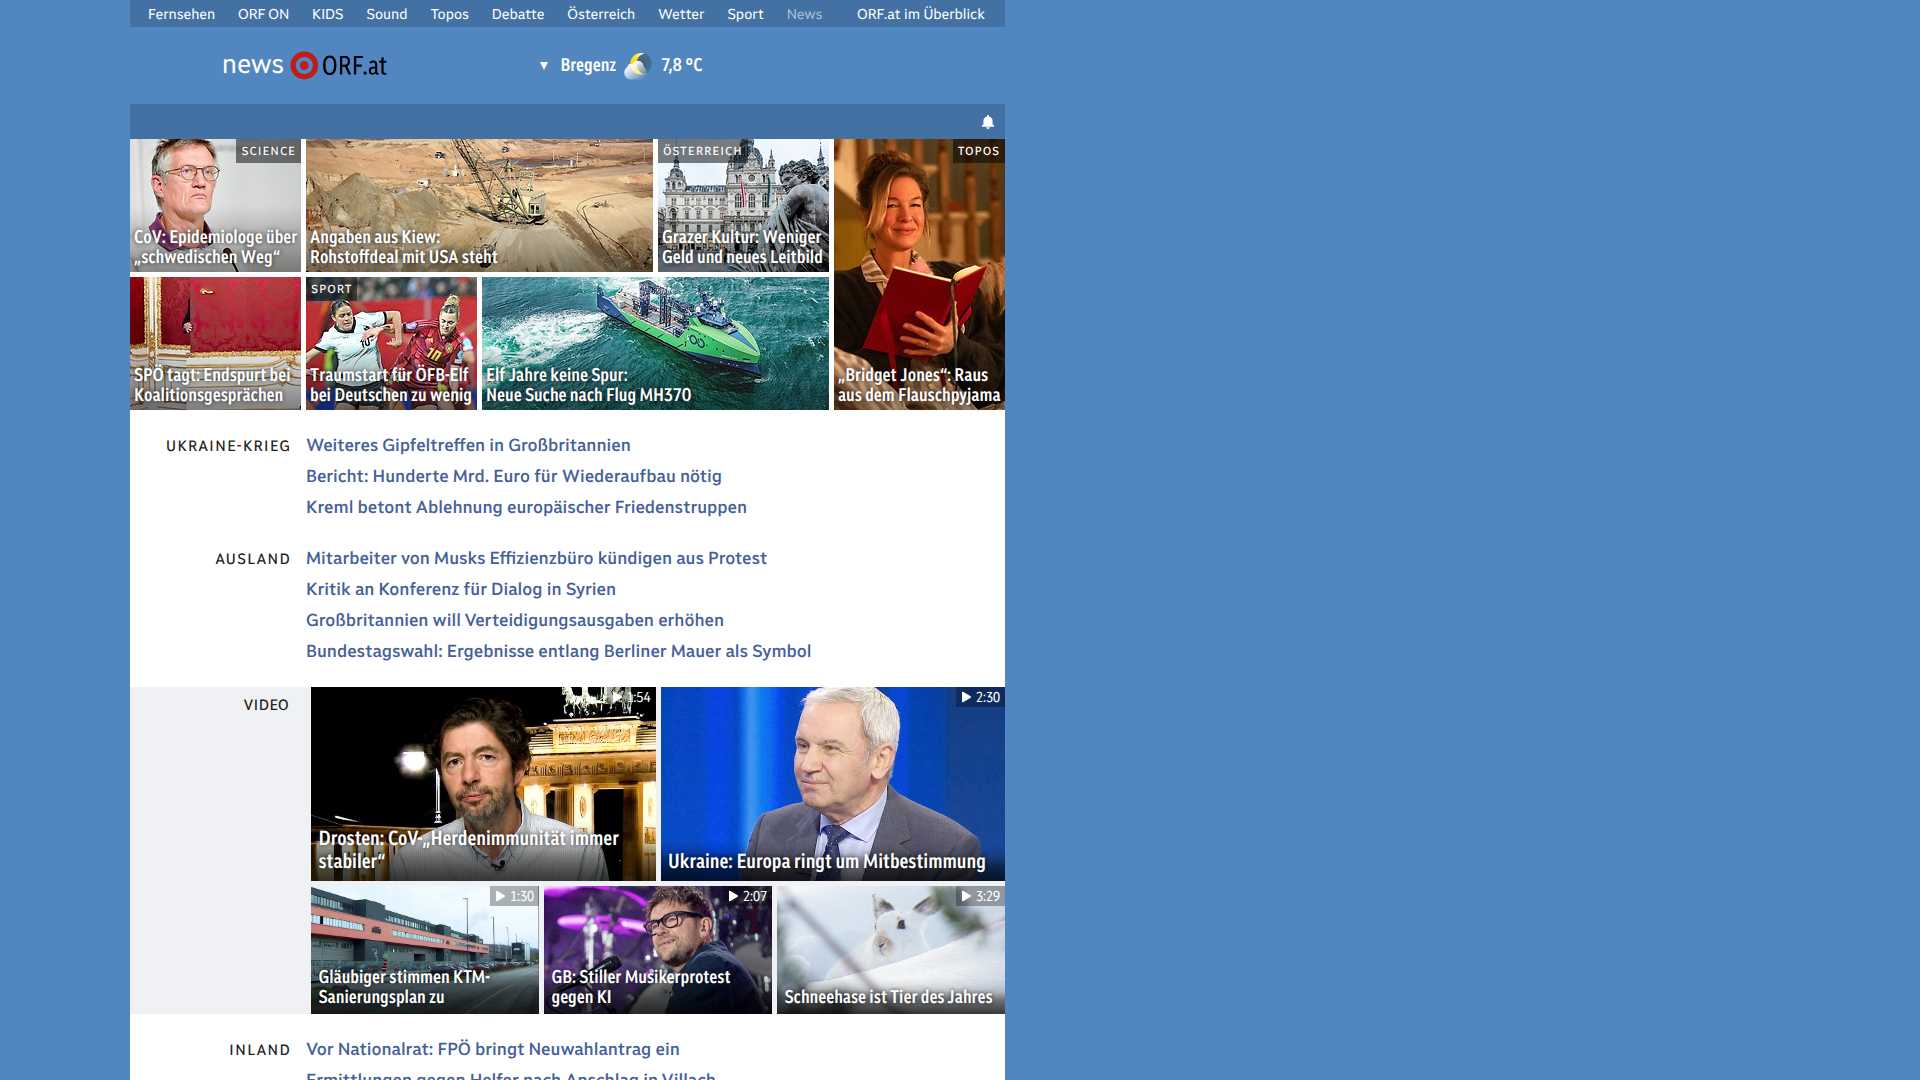 Fernsehen ORF ON KIDS Sound Topos Debatte Österreich Wetter Sport News ORF.at im Überblick
news ORF.at
Bregenz 7,8 °C
SCIENCE
CoV: Epidemiologe über
„schwedischen Weg“
Angaben aus Kiew:
Rohstoffdeal mit USA steht
ÖSTERREICH
Grazer Kultur: Weniger
Geld und neues Leitbild
TOPOS
„Bridget Jones“: Raus
aus dem Flauschpyjama
SPÖ tagt: Endspurt bei
Koalitionsgesprächen
SPORT
Traumstart für ÖFB-Elf
bei Deutschen zu wenig
Elf Jahre keine Spur:
Neue Suche nach Flug MH370
UKRAINE-KRIEG
Weiteres Gipfeltreffen in Großbritannien
Bericht: Hunderte Mrd. Euro für Wiederaufbau nötig
Kreml betont Ablehnung europäischer Friedenstruppen
AUSLAND
Mitarbeiter von Musks Effizienzbüro kündigen aus Protest
Kritik an Konferenz für Dialog in Syrien
Großbritannien will Verteidigungsausgaben erhöhen
Bundestagswahl: Ergebnisse entlang Berliner Mauer als Symbol
VIDEO
Drosten: CoV-„Herdenimmunität immer
stabiler“
2:30
Ukraine: Europa ringt um Mitbestimmung
1:30
Gläubiger stimmen KTM-
Sanierungsplan zu
2:07
GB: Stiller Musikerprotest
gegen KI
3:29
Schneehase ist Tier des Jahres
INLAND
Vor Nationalrat: FPÖ bringt Neuwahlantrag ein
Ermittlungen gegen Helfer nach Anschlag in Villach